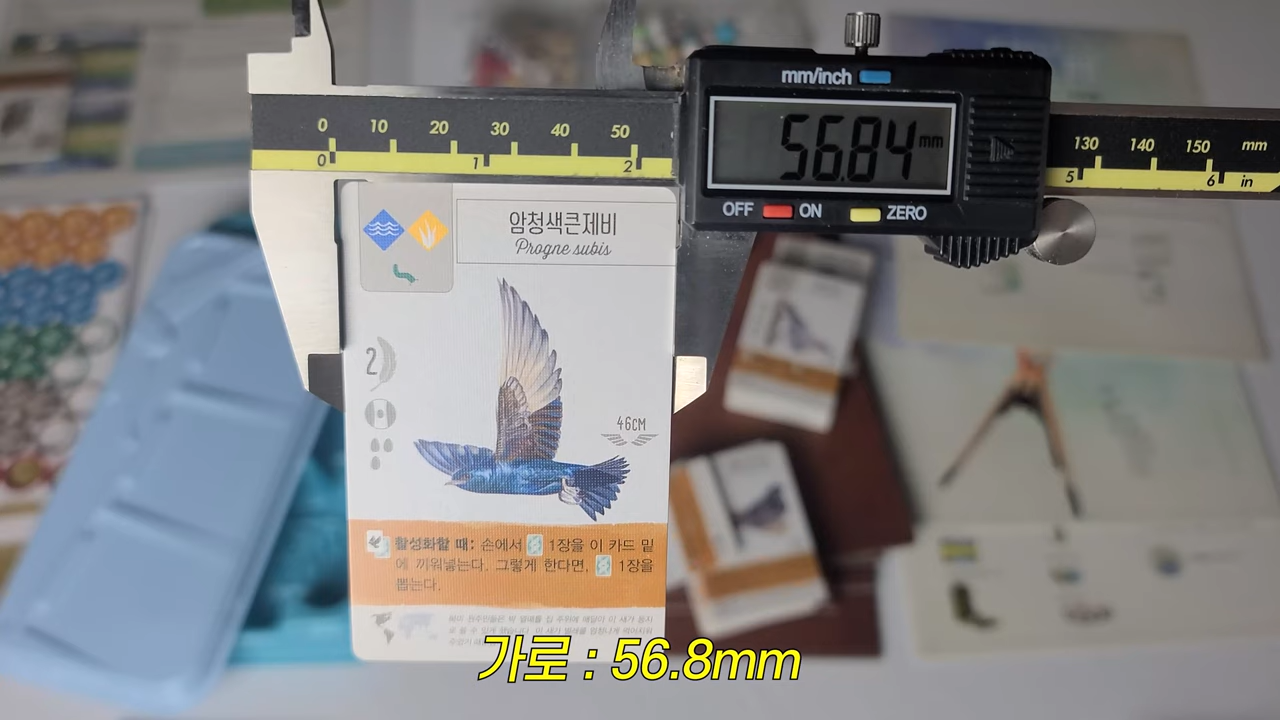 mm/inch
0 10 20 30 40 50
0 1 2
56.84 mm
130 140 150 mm
5 6 in
OFF ON ZERO
암청색큰제비
Progne subis
2
46CM
활성화할 때: 손에서 1장을 이 카드 밑
에 끼워넣는다. 그렇게 한다면, 1장을
뽑는다.
가로 : 56.8mm